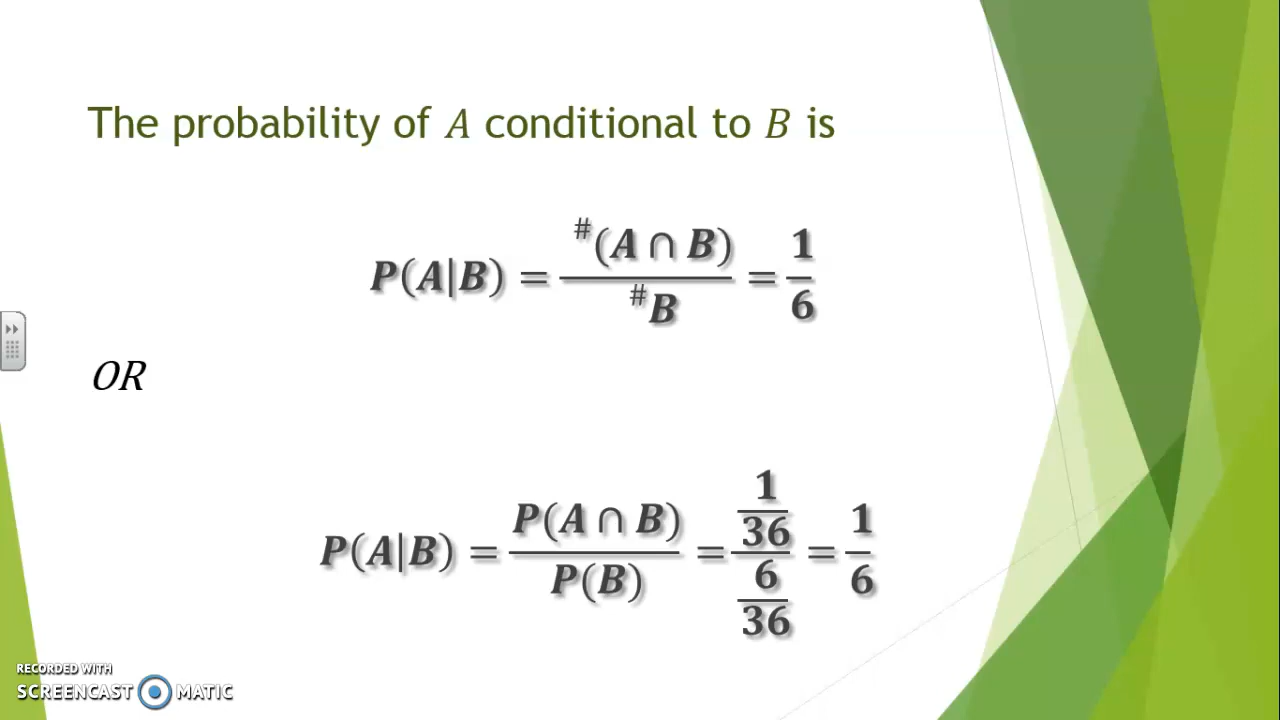 The probability of A conditional to B is
P(A|B) = #(A ∩ B) / #B = 1/6
OR
P(A|B) = P(A ∩ B) / P(B) = (1/36) / (6/36) = 1/6
RECORDED WITH
SCREENCAST MATIC